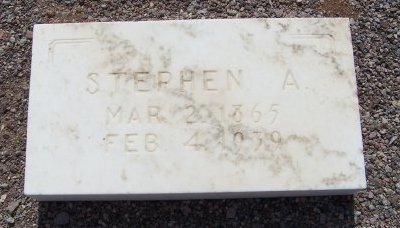 STEPHEN A.
MAR. 2, 1865
FEB. 4, 1939